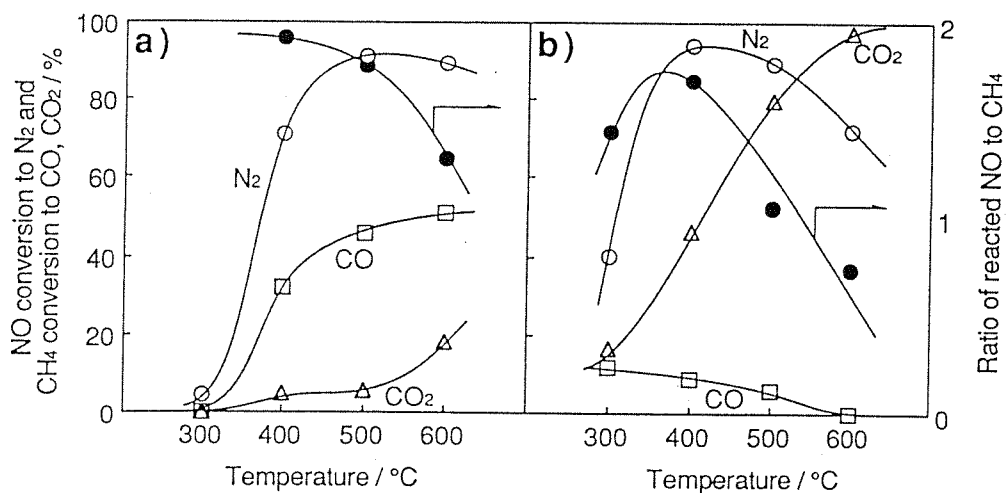 NO conversion to N₂ and
CH₄ conversion to CO, CO₂ / %
100
80
60
40
20
0
a)
N₂
CO
CO₂
300 400 500 600
Temperature / °C
b)
N₂
CO₂
CO
300 400 500 600
Temperature / °C
2
1
0
Ratio of reacted NO to CH₄